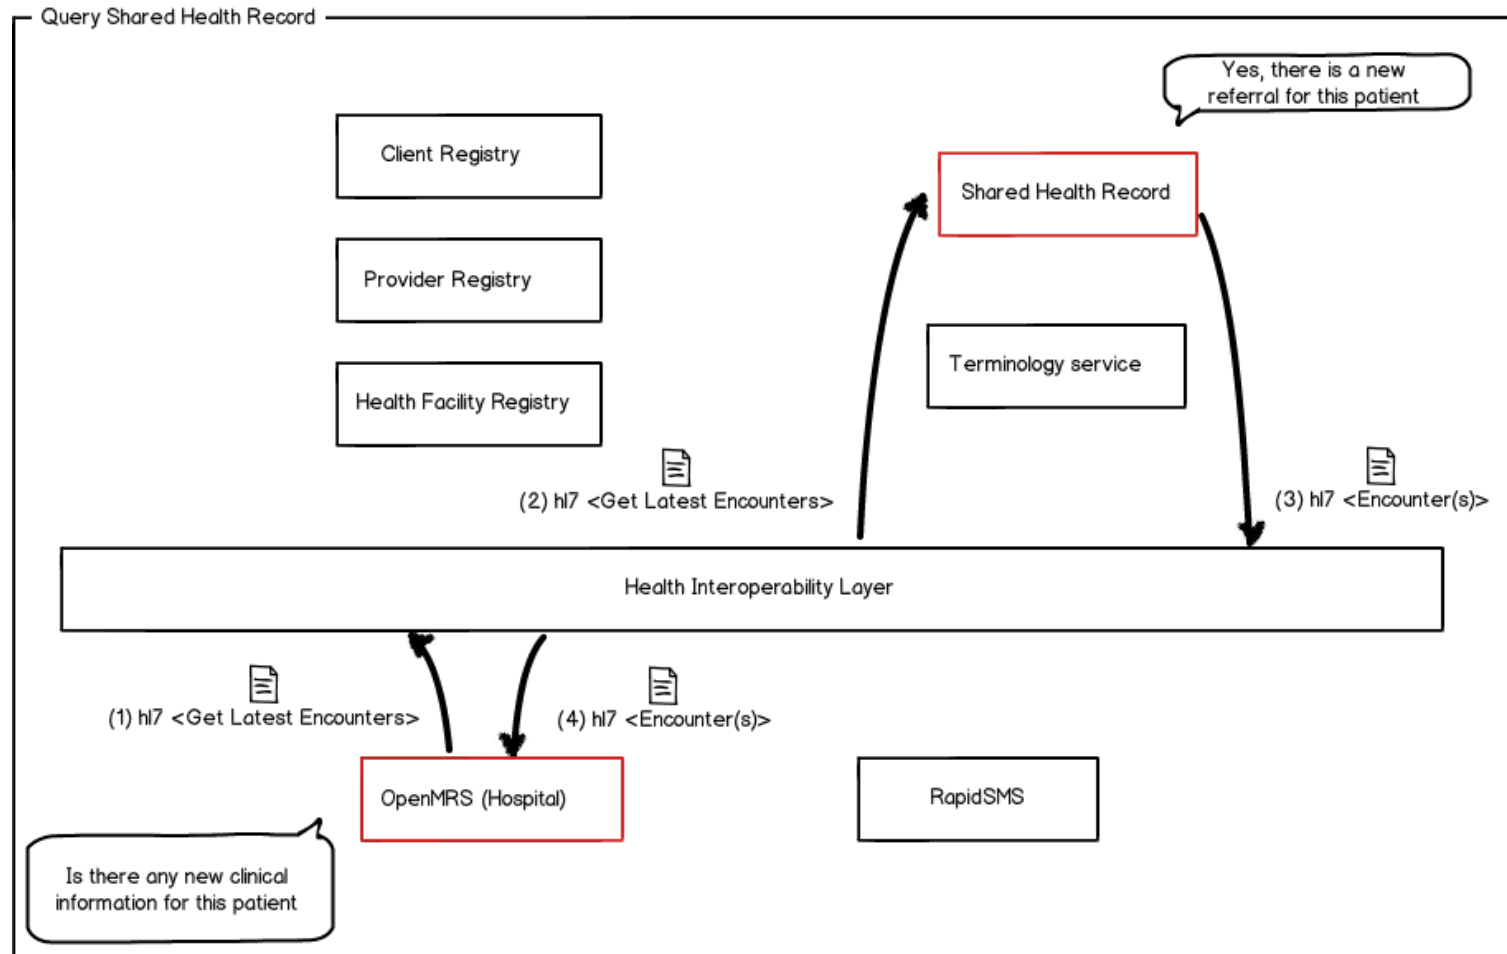 Query Shared Health Record
Yes, there is a new
referral for this patient
Client Registry
Shared Health Record
Provider Registry
Terminology service
Health Facility Registry
(2) hl7 <Get Latest Encounters>
(3) hl7 <Encounter(s)>
Health Interoperability Layer
(1) hl7 <Get Latest Encounters>
(4) hl7 <Encounter(s)>
OpenMRS (Hospital)
RapidSMS
Is there any new clinical
information for this patient